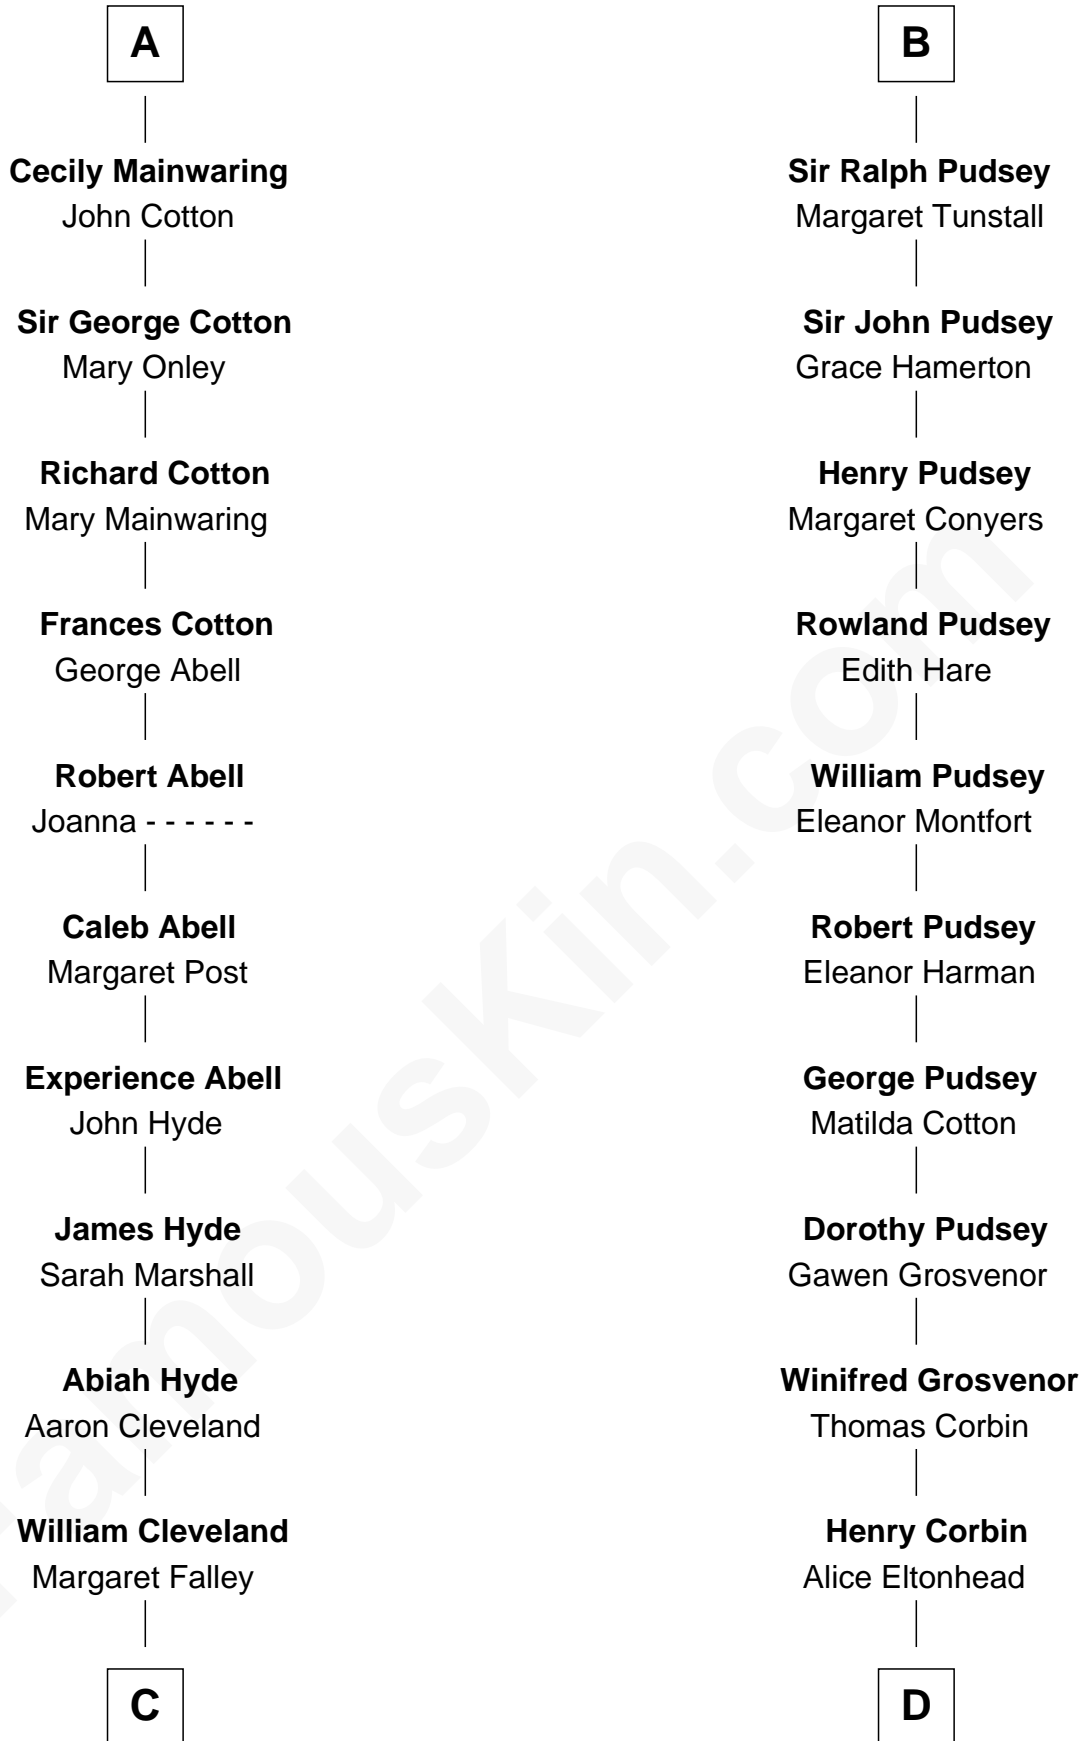 A
Cecily Mainwaring
John Cotton
Sir George Cotton
Mary Onley
Richard Cotton
Mary Mainwaring
Frances Cotton
George Abell
Robert Abell
Joanna - - - - - -
Caleb Abell
Margaret Post
Experience Abell
John Hyde
James Hyde
Sarah Marshall
Abiah Hyde
Aaron Cleveland
William Cleveland
Margaret Falley
C
B
Sir Ralph Pudsey
Margaret Tunstall
Sir John Pudsey
Grace Hamerton
Henry Pudsey
Margaret Conyers
Rowland Pudsey
Edith Hare
William Pudsey
Eleanor Montfort
Robert Pudsey
Eleanor Harman
George Pudsey
Matilda Cotton
Dorothy Pudsey
Gawen Grosvenor
Winifred Grosvenor
Thomas Corbin
Henry Corbin
Alice Eltonhead
D
FamousKin.com